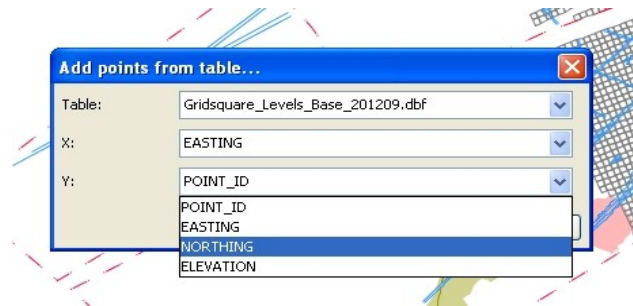 Add points from table...
Table: Gridsquare_Levels_Base_201209.dbf
X: EASTING
Y: POINT_ID
POINT_ID
EASTING
NORTHING
ELEVATION